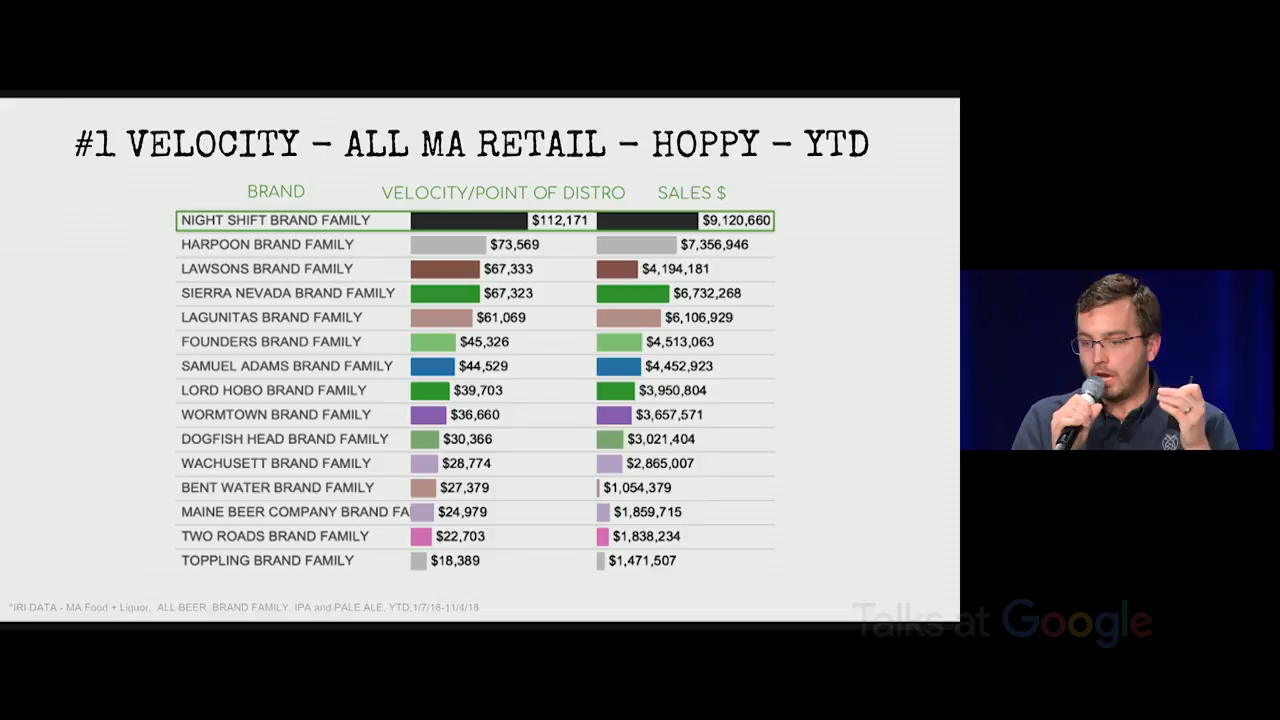 #1 VELOCITY – ALL MA RETAIL – HOPPY – YTD
BRAND VELOCITY/POINT OF DISTRO SALES $
NIGHT SHIFT BRAND FAMILY $112,171 $9,120,660
HARPOON BRAND FAMILY $73,569 $7,356,946
LAWSONS BRAND FAMILY $67,333 $4,194,181
SIERRA NEVADA BRAND FAMILY $67,323 $6,732,268
LAGUNITAS BRAND FAMILY $61,069 $6,106,929
FOUNDERS BRAND FAMILY $45,326 $4,513,063
SAMUEL ADAMS BRAND FAMILY $44,529 $4,452,923
LORD HOBO BRAND FAMILY $39,703 $3,950,804
WORMTOWN BRAND FAMILY $36,660 $3,657,571
DOGFISH HEAD BRAND FAMILY $30,366 $3,021,404
WACHUSETT BRAND FAMILY $28,774 $2,865,007
BENT WATER BRAND FAMILY $27,379 $1,054,379
MAINE BEER COMPANY BRAND FA $24,979 $1,859,715
TWO ROADS BRAND FAMILY $22,703 $1,838,234
TOPPLING BRAND FAMILY $18,389 $1,471,507
*IRI DATA - MA Food + Liquor, ALL BEER, BRAND FAMILY, IPA and PALE ALE, YTD 1/7/18-11/4/18
Talks at Google